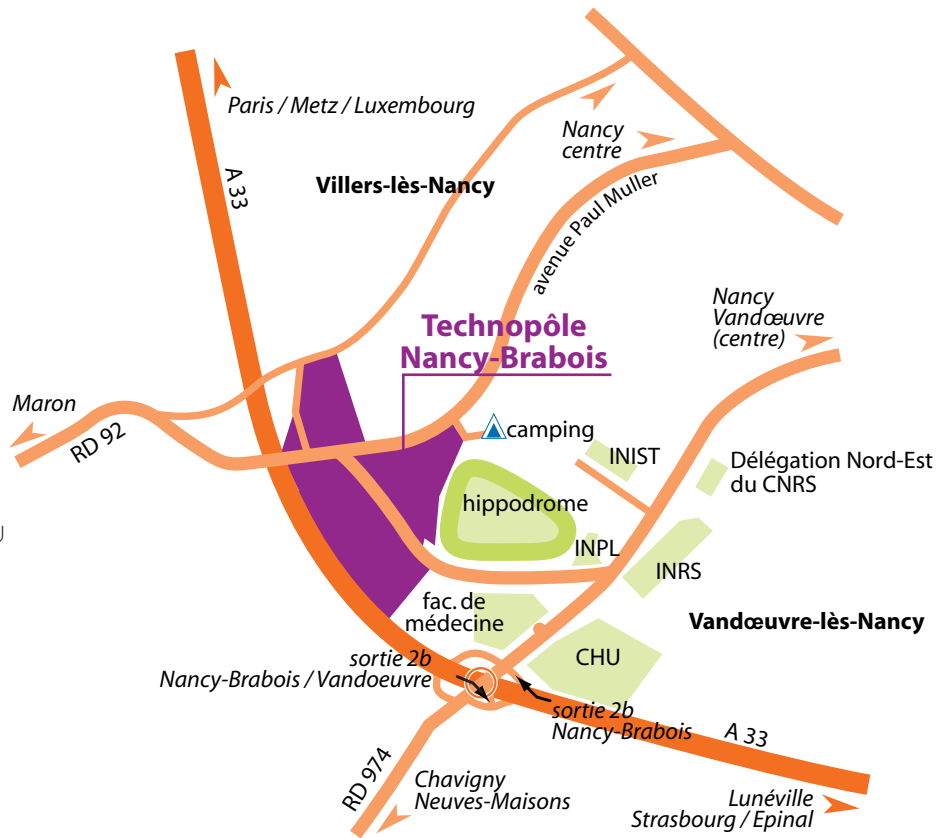 Paris / Metz / Luxembourg
A 33
Nancy
centre
Villers-lès-Nancy
avenue Paul Muller
Nancy
Vandœuvre
(centre)
Technopôle
Nancy-Brabois
Maron
RD 92
camping
INIST
Délégation Nord-Est
du CNRS
hippodrome
U
INPL
INRS
fac. de
médecine
Vandœuvre-lès-Nancy
CHU
sortie 2b
Nancy-Brabois / Vandoeuvre
sortie 2b
Nancy-Brabois
A 33
RD 974
Chavigny
Neuves-Maisons
Lunéville
Strasbourg / Epinal